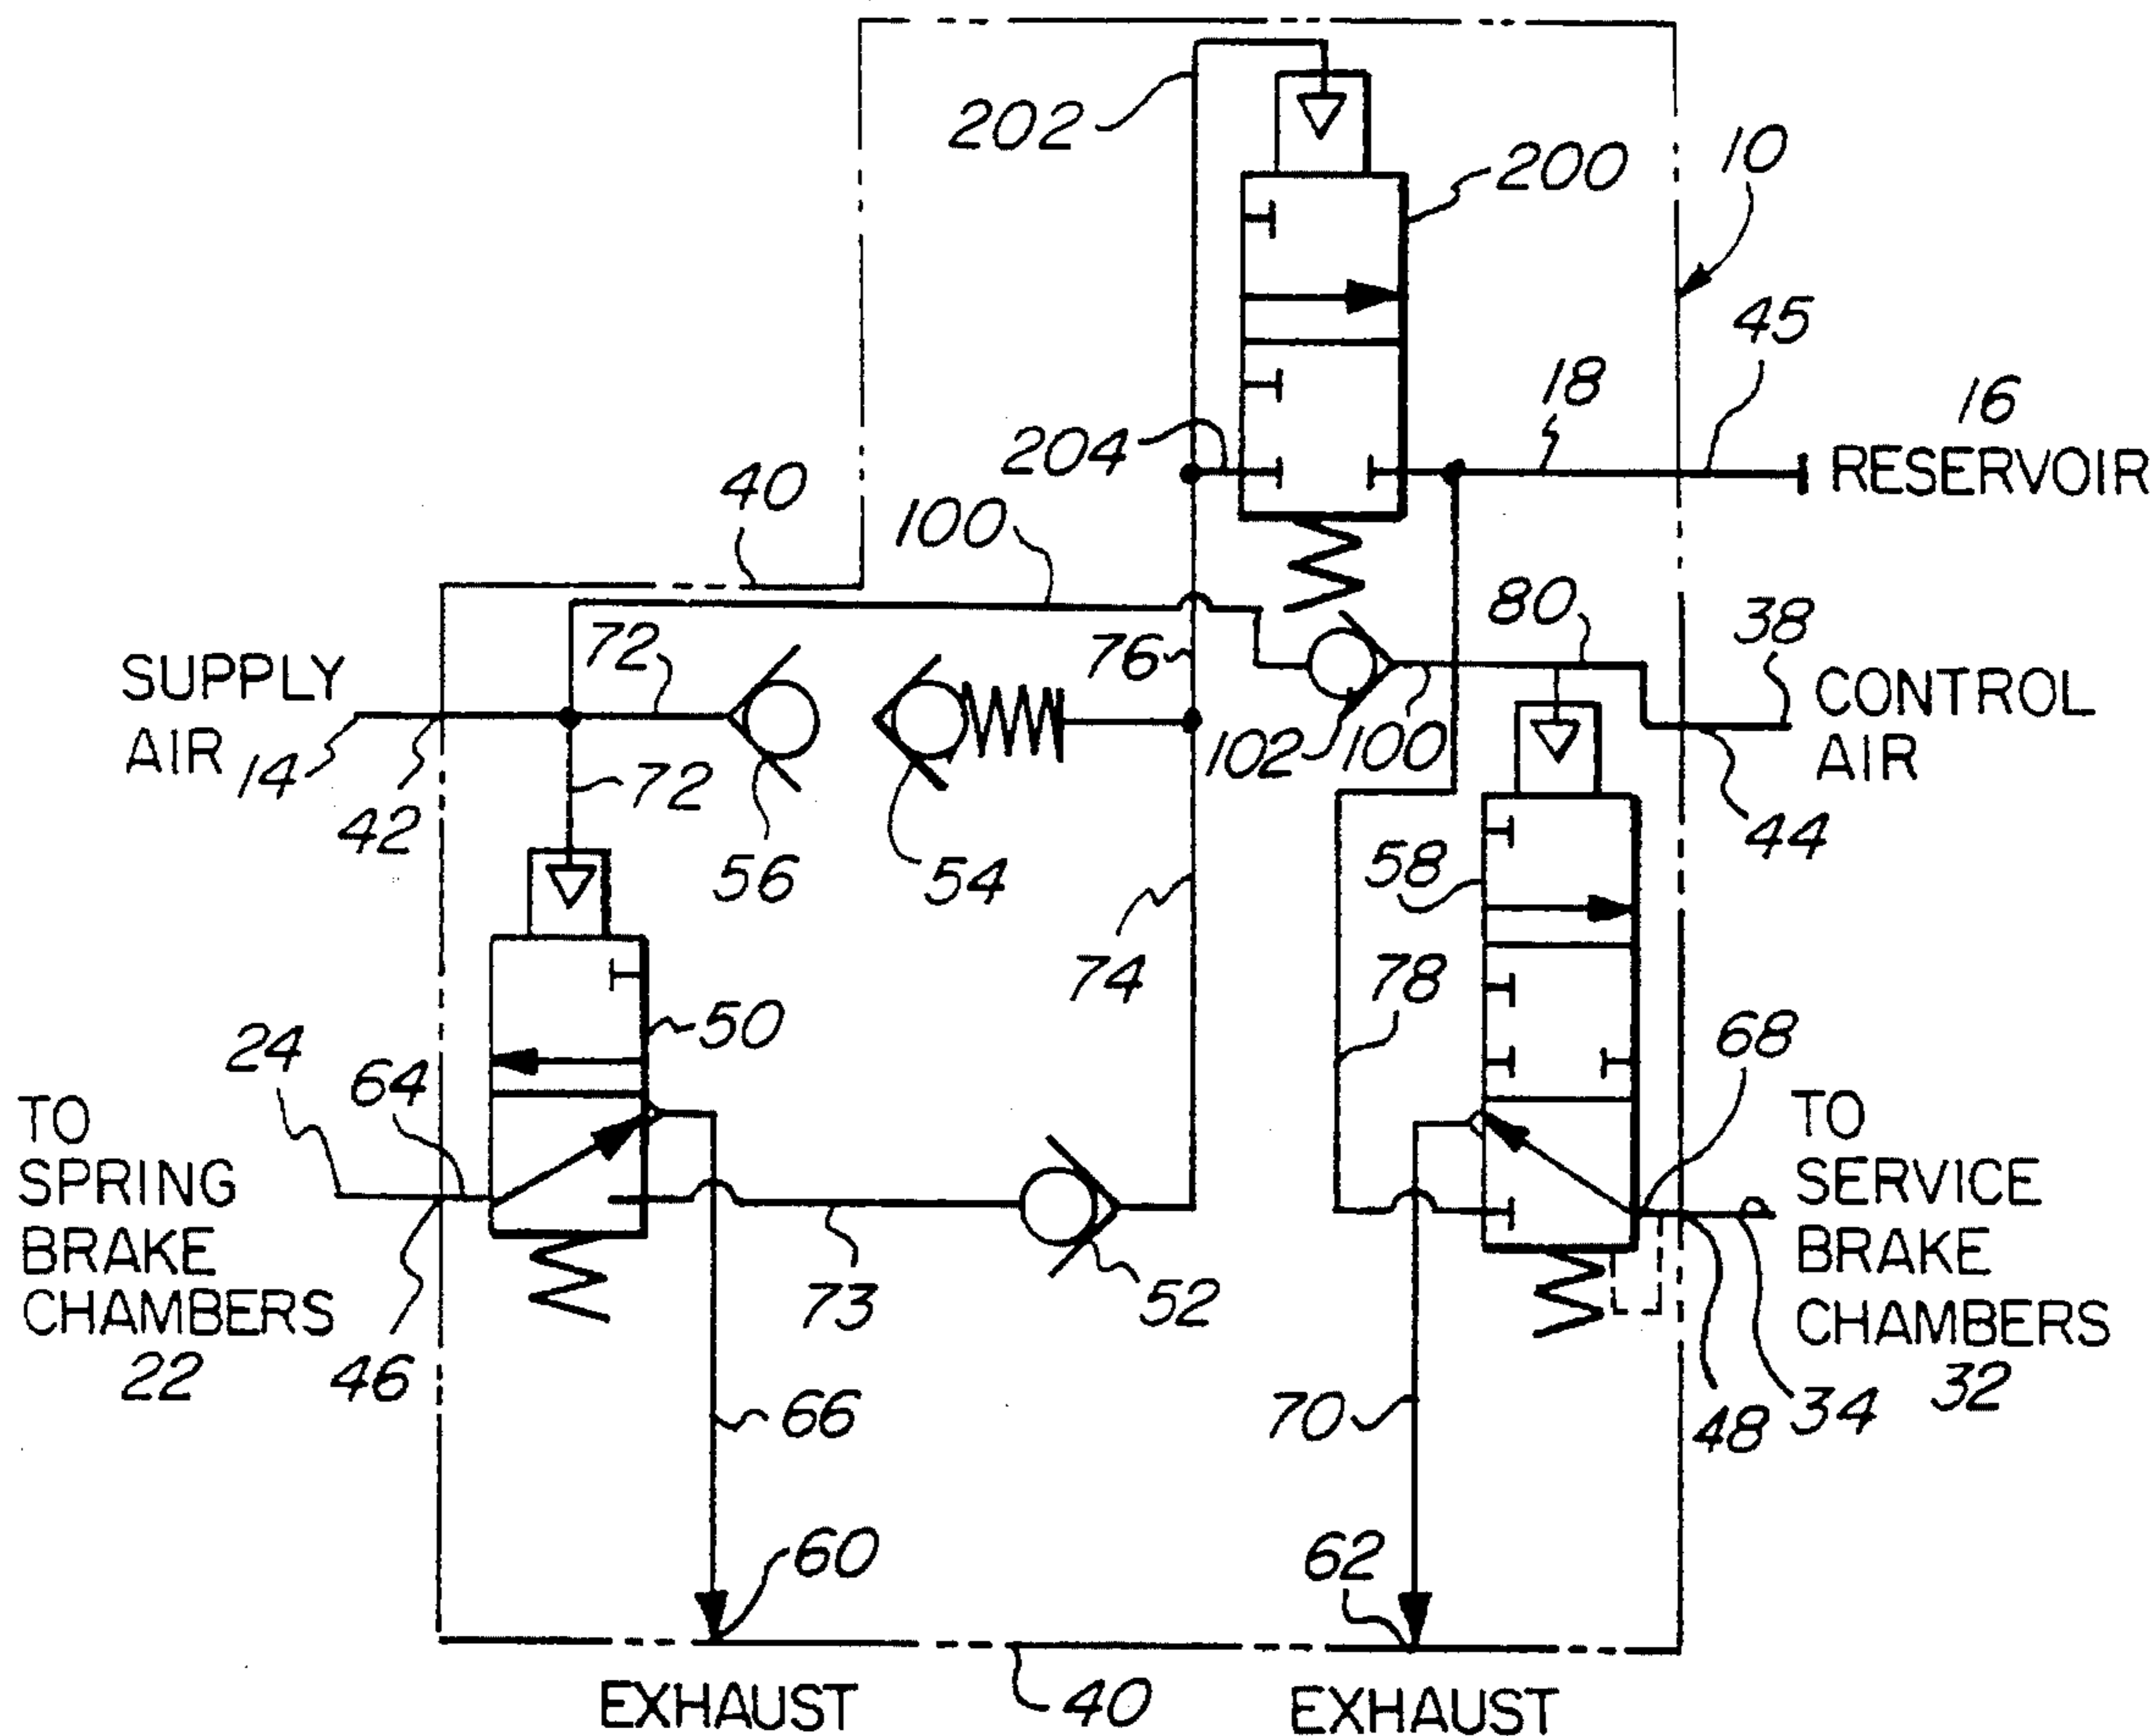 202
200
10
45
18
16
RESERVOIR
204
40
100
80
38
SUPPLY
AIR
14
72
76
CONTROL
AIR
42
72
56
54
102
100
44
58
74
78
50
24
64
68
TO
SPRING
BRAKE
CHAMBERS
22
46
73
52
TO
SERVICE
BRAKE
CHAMBERS
32
66
70
48
34
60
62
EXHAUST
40
EXHAUST